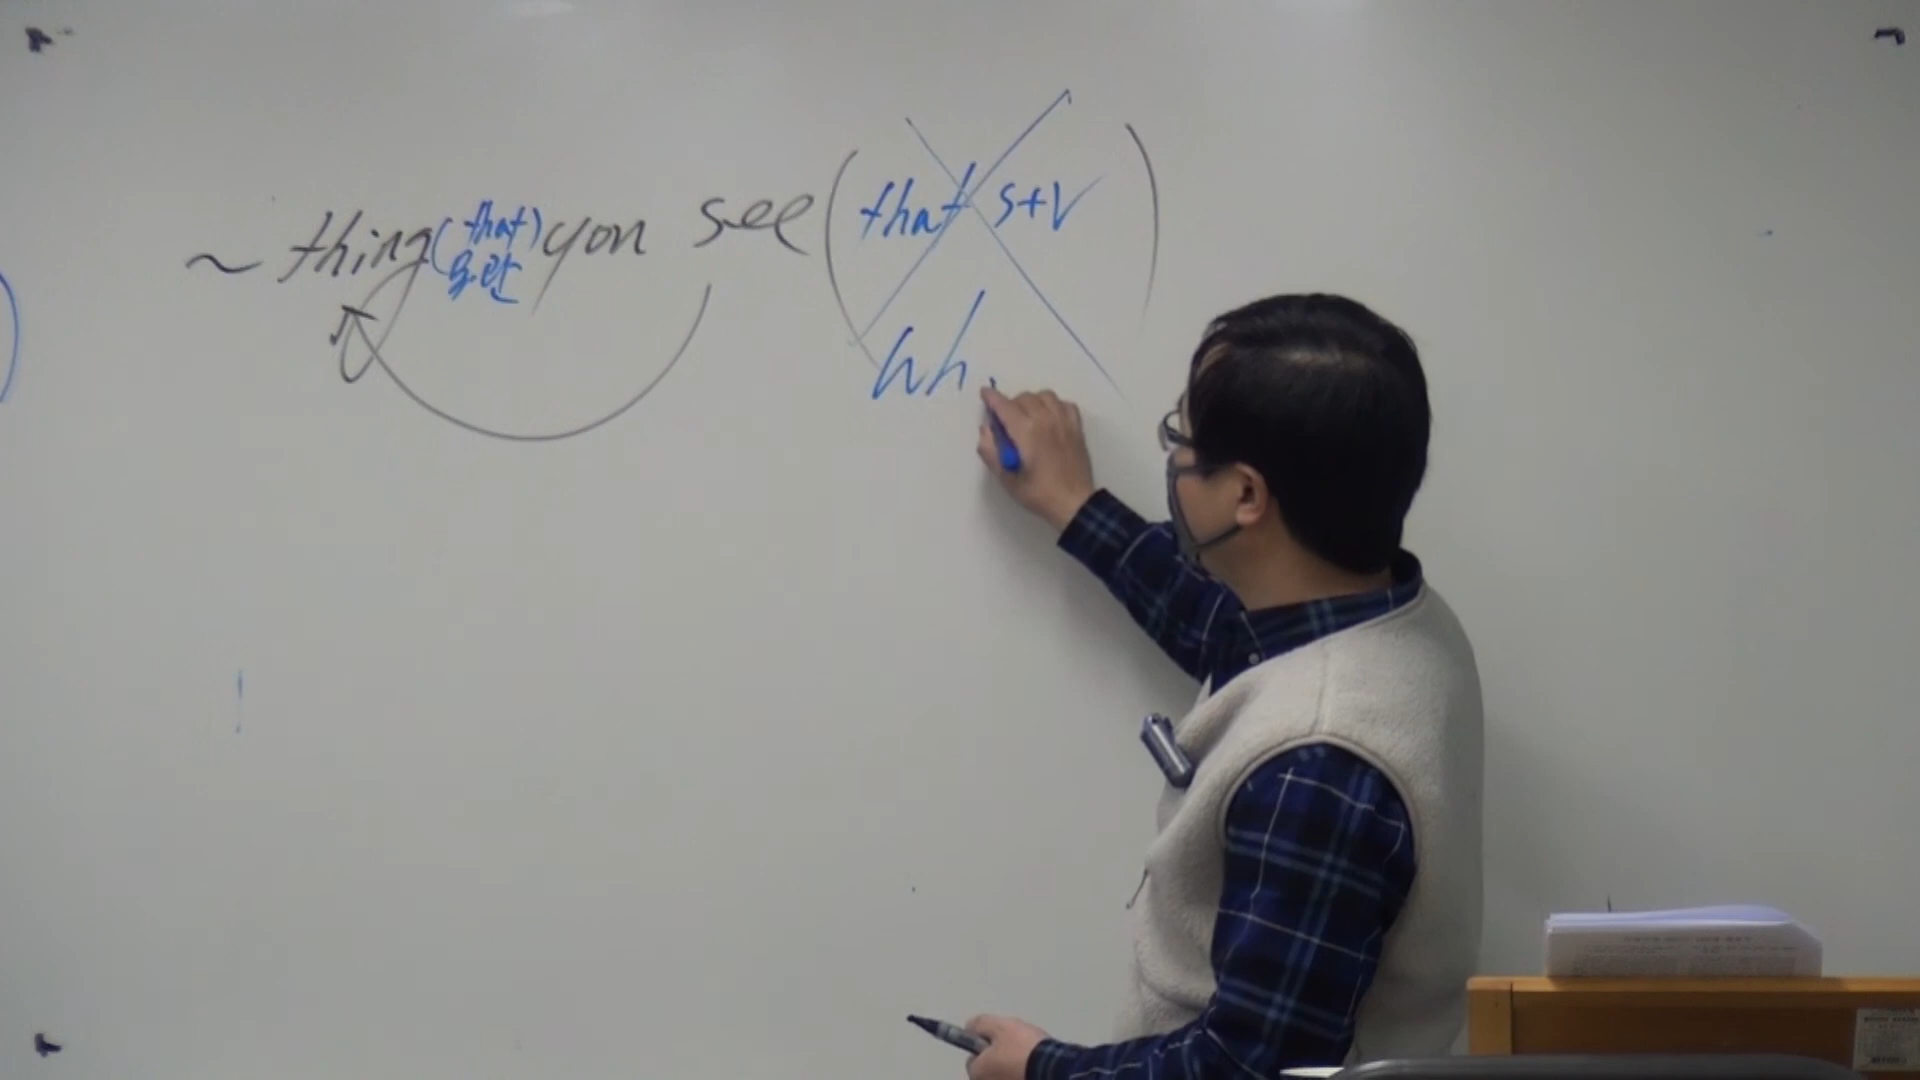 ~ thing (that) you see (that s+v)
목.관
wh